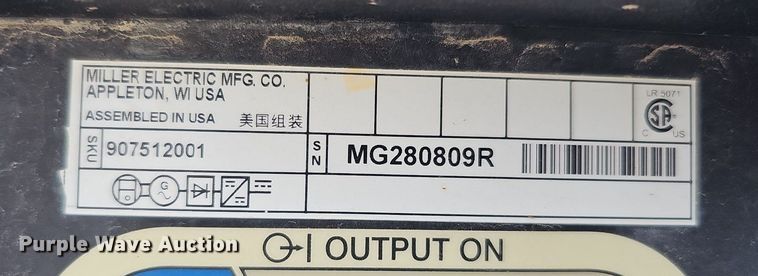 MILLER ELECTRIC MFG. CO.
APPLETON, WI USA
ASSEMBLED IN USA 美国组装
LR 5071
SA
C US
SKU 907512001
SN MG280809R
G
OUTPUT ON
Purple Wave Auction